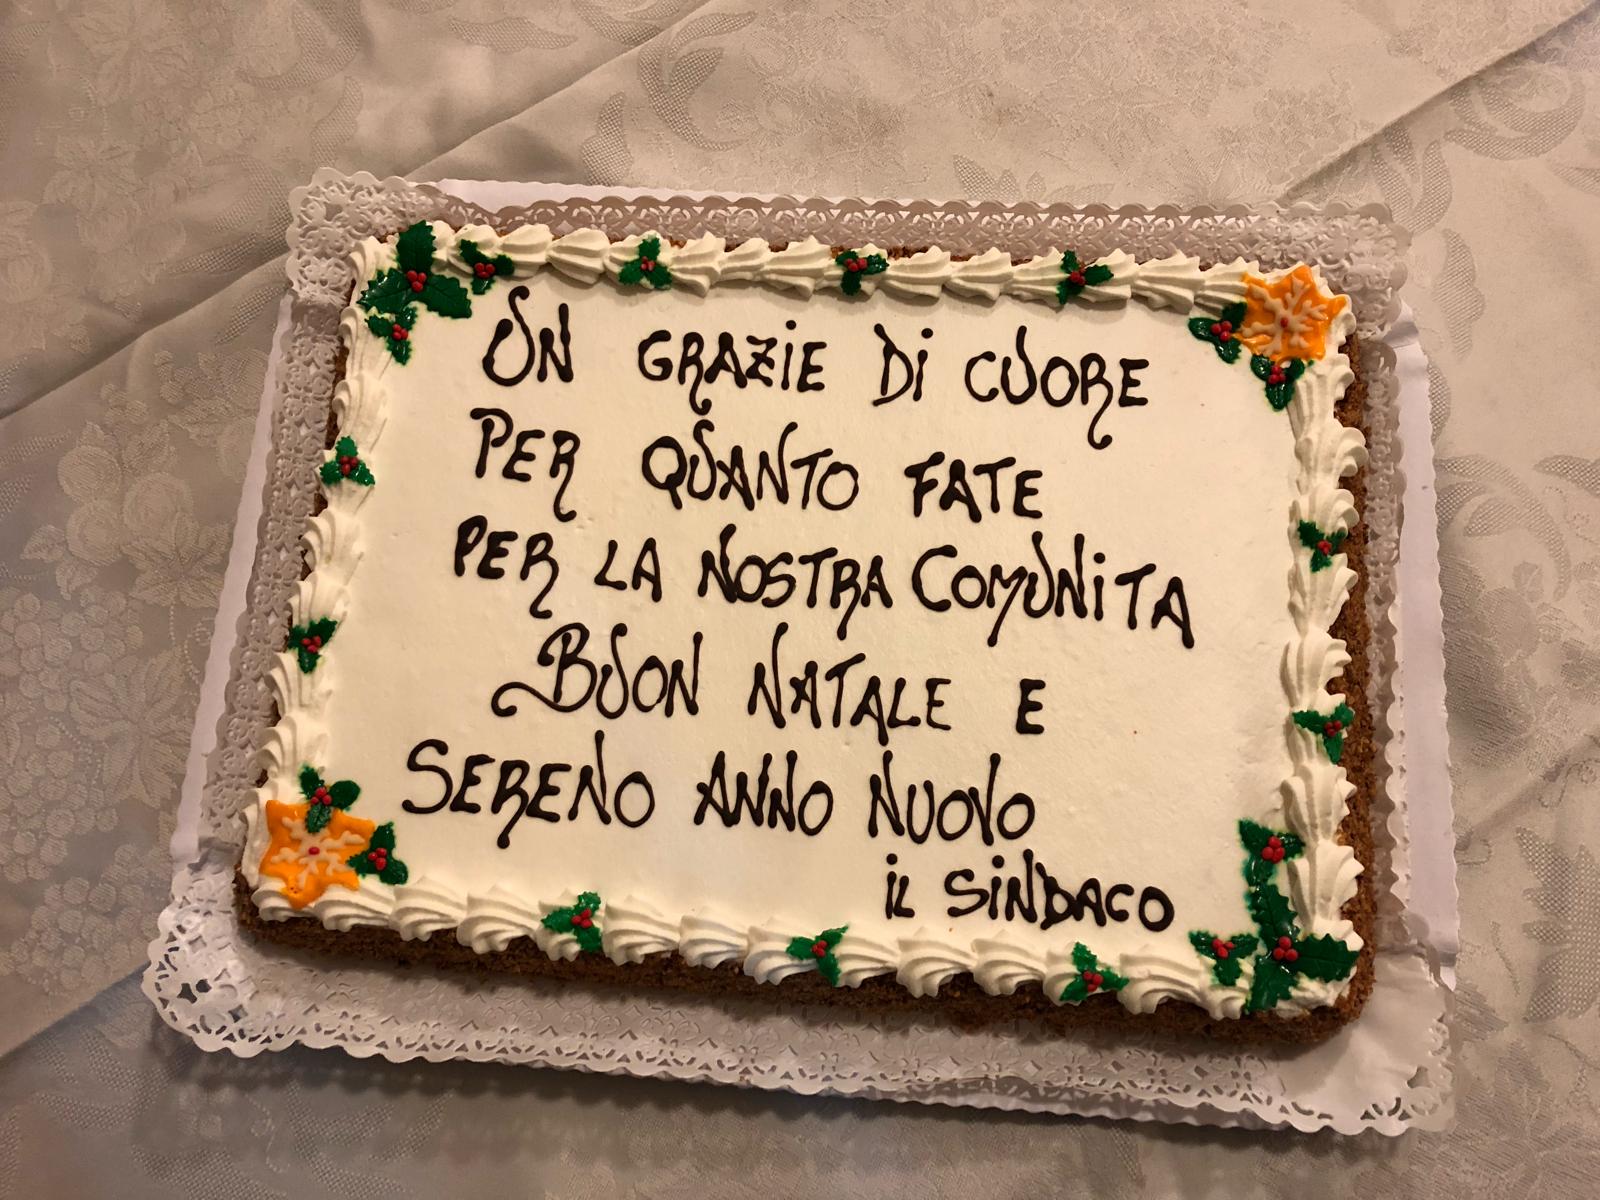 UN GRAZIE Di CUORE
PER QUANTO FATE
PER LA NOSTRA COMUNiTA
BUON NATALE E
SERENO ANNO NUOVO
iL SiNDACO